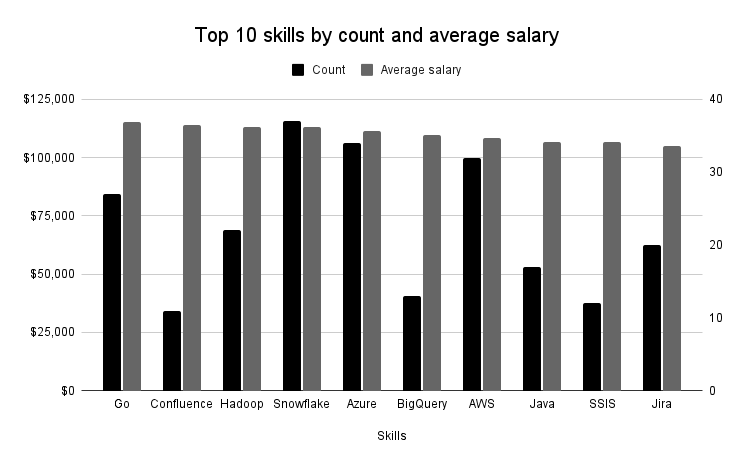 Top 10 skills by count and average salary
Count Average salary
$125,000 40
$100,000
30
$75,000
20
$50,000
$25,000 10
$0 0
Go Confluence Hadoop Snowflake Azure BigQuery AWS Java SSIS Jira
Skills